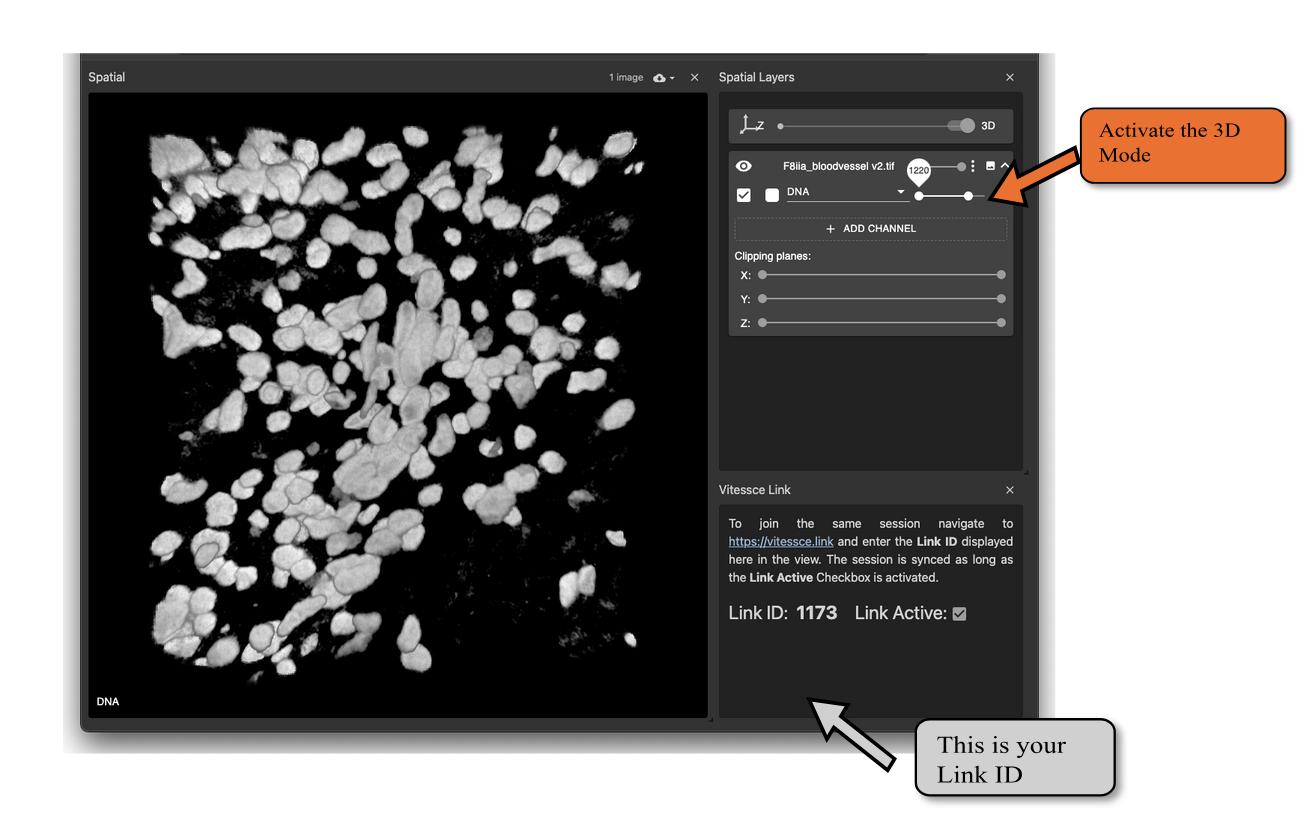 Spatial
1 image
Spatial Layers
Z
3D
Activate the 3D
Mode
F8iia_bloodvessel v2.tif
1220
DNA
+ ADD CHANNEL
Clipping planes:
X:
Y:
Z:
Vitessce Link
To join the same session navigate to
https://vitessce.link and enter the Link ID displayed
here in the view. The session is synced as long as
the Link Active Checkbox is activated.
Link ID: 1173 Link Active:
DNA
This is your
Link ID